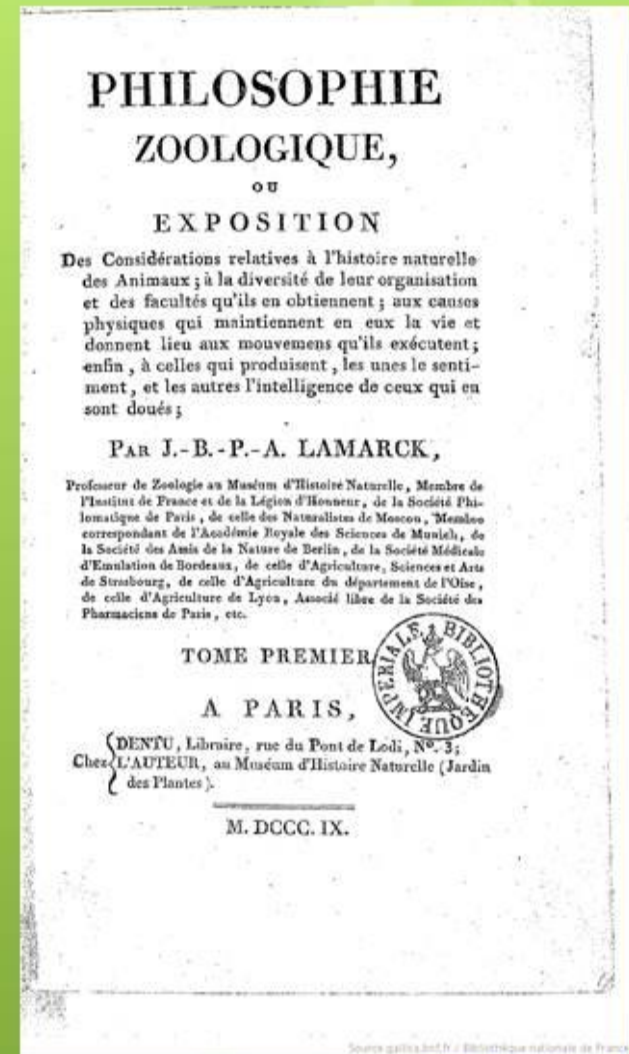 PHILOSOPHIE
ZOOLOGIQUE,
OU
EXPOSITION
Des Considérations relatives à l'histoire naturelle
des Animaux ; à la diversité de leur organisation
et des facultés qu'ils en obtiennent ; aux causes
physiques qui maintiennent en eux la vie et
donnent lieu aux mouvemens qu'ils exécutent ;
enfin, à celles qui produisent, les unes le senti-
ment, et les autres l'intelligence de ceux qui en
sont doués ;
PAR J.-B.-P.-A. LAMARCK,
Professeur de Zoologie au Muséum d'Histoire Naturelle, Membre de
l'Institut de France et de la Légion d'Honneur, de la Société Phi-
lomatique de Paris, de celle des Naturalistes de Moscou, Membre
correspondant de l'Académie Royale des Sciences de Munich, de
la Société des Amis de la Nature de Berlin, de la Société Médicale
d'Emulation de Bordeaux, de celle d'Agriculture, Sciences et Arts
de Strasbourg, de celle d'Agriculture du département de l'Oise,
de celle d'Agriculture de Lyon, Associé libre de la Société des
Pharmaciens de Paris, etc.
TOME PREMIER
BIBLIOTHEQUE IMPERIALE
A PARIS,
DENTU, Libraire, rue du Pont de Lodi, N°. 3;
Chez L'AUTEUR, au Muséum d'Histoire Naturelle (Jardin
des Plantes).
M. DCCC. IX.
Source gallica.bnf.fr / Bibliothèque nationale de France